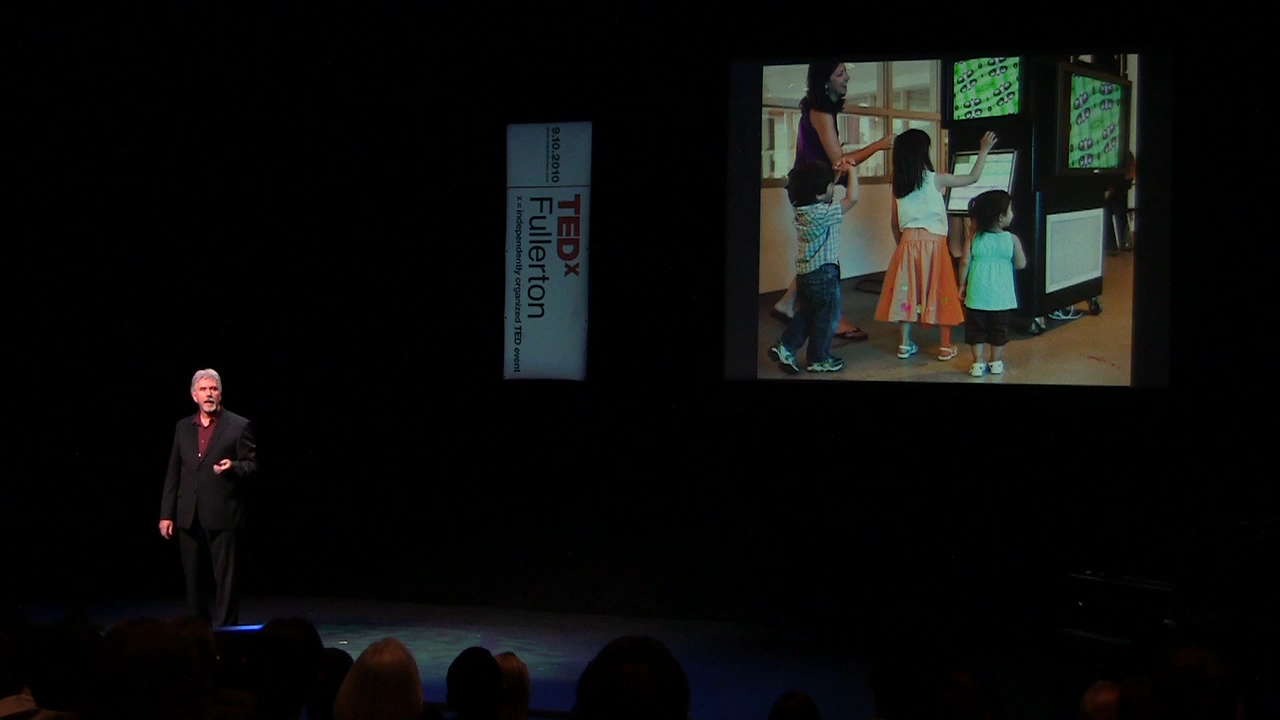 9.10.2010
TEDx
Fullerton
x = independently organized TED event